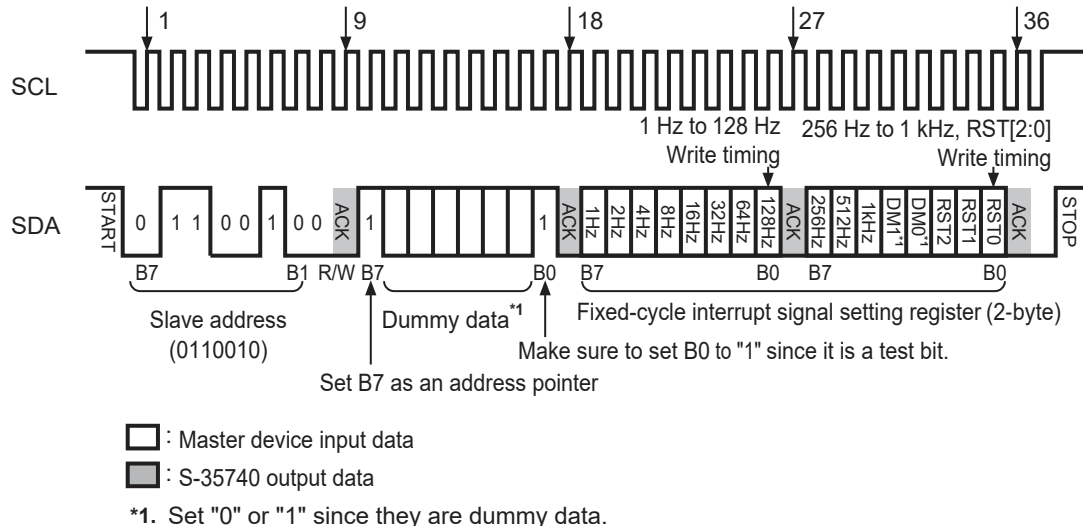 1 9 18 27 36
SCL
1 Hz to 128 Hz 256 Hz to 1 kHz, RST[2:0]
Write timing Write timing
SDA START 0 1 1 0 0 1 0 0 ACK 1 1 ACK 1Hz 2Hz 4Hz 8Hz 16Hz 32Hz 64Hz 128Hz ACK 256Hz 512Hz 1kHz DM1*1 DM0*1 RST2 RST1 RST0 ACK STOP
B7 B1 R/W B7 B0 B7 B0 B7 B0
Slave address Dummy data*1 Fixed-cycle interrupt signal setting register (2-byte)
(0110010) Make sure to set B0 to "1" since it is a test bit.
Set B7 as an address pointer
: Master device input data
: S-35740 output data
*1. Set "0" or "1" since they are dummy data.